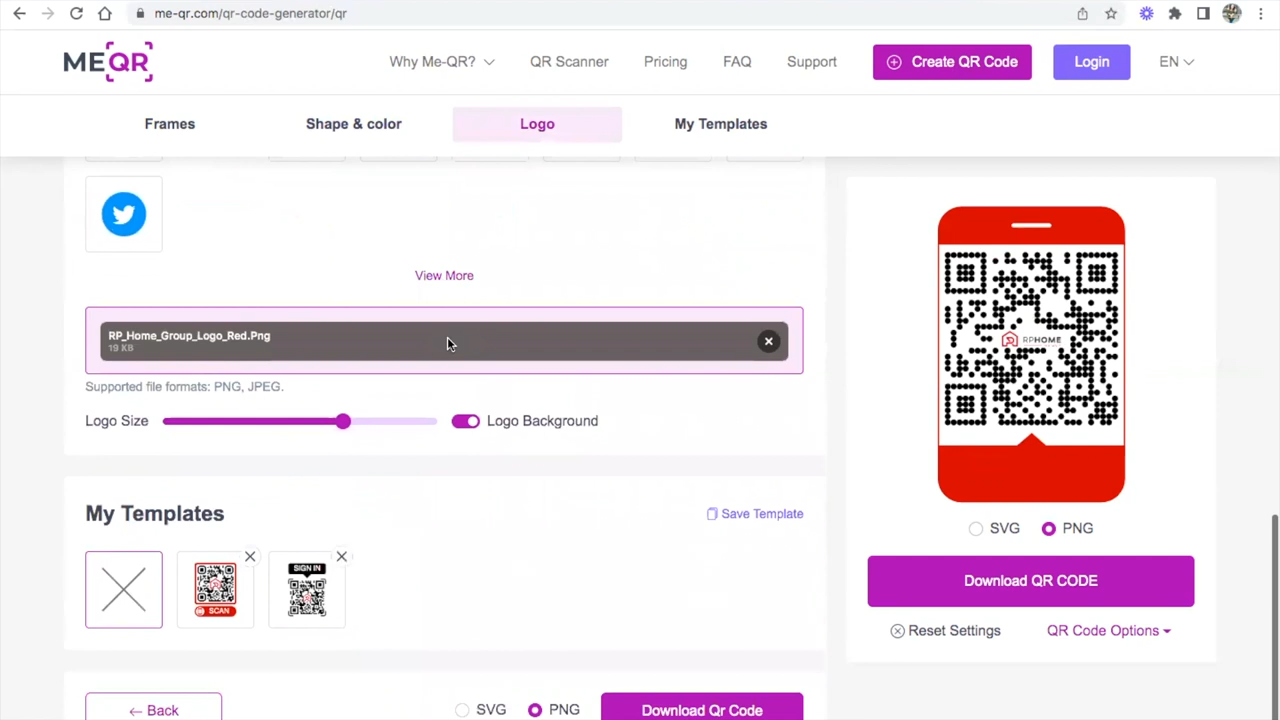 me-qr.com/qr-code-generator/qr
MEQR
Why Me-QR?
QR Scanner
Pricing
FAQ
Support
Create QR Code
Login
EN
Frames
Shape & color
Logo
My Templates
View More
RP_Home_Group_Logo_Red.Png
19 KB
Supported file formats: PNG, JPEG.
Logo Size
Logo Background
RPHOME
SVG
PNG
Download QR CODE
Reset Settings
QR Code Options
My Templates
Save Template
SCAN
SIGN IN
← Back
SVG
PNG
Download Qr Code